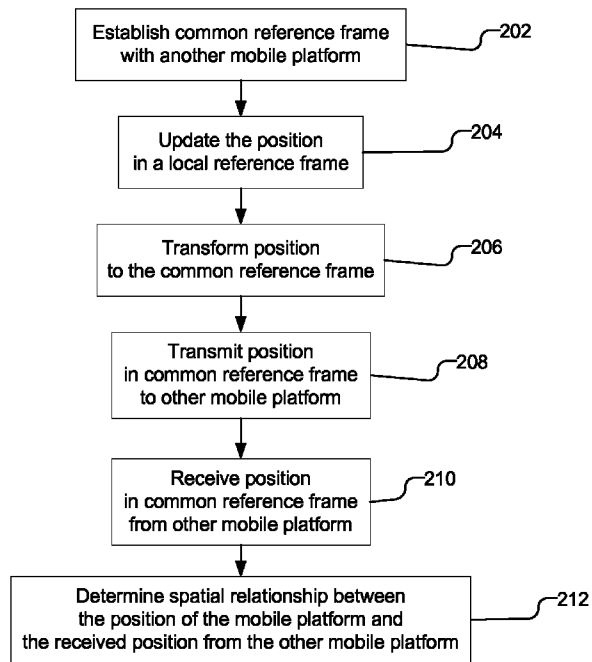 Establish common reference frame
with another mobile platform
202
Update the position
in a local reference frame
204
Transform position
to the common reference frame
206
Transmit position
in common reference frame
to other mobile platform
208
Receive position
in common reference frame
from other mobile platform
210
Determine spatial relationship between
the position of the mobile platform and
the received position from the other mobile platform
212